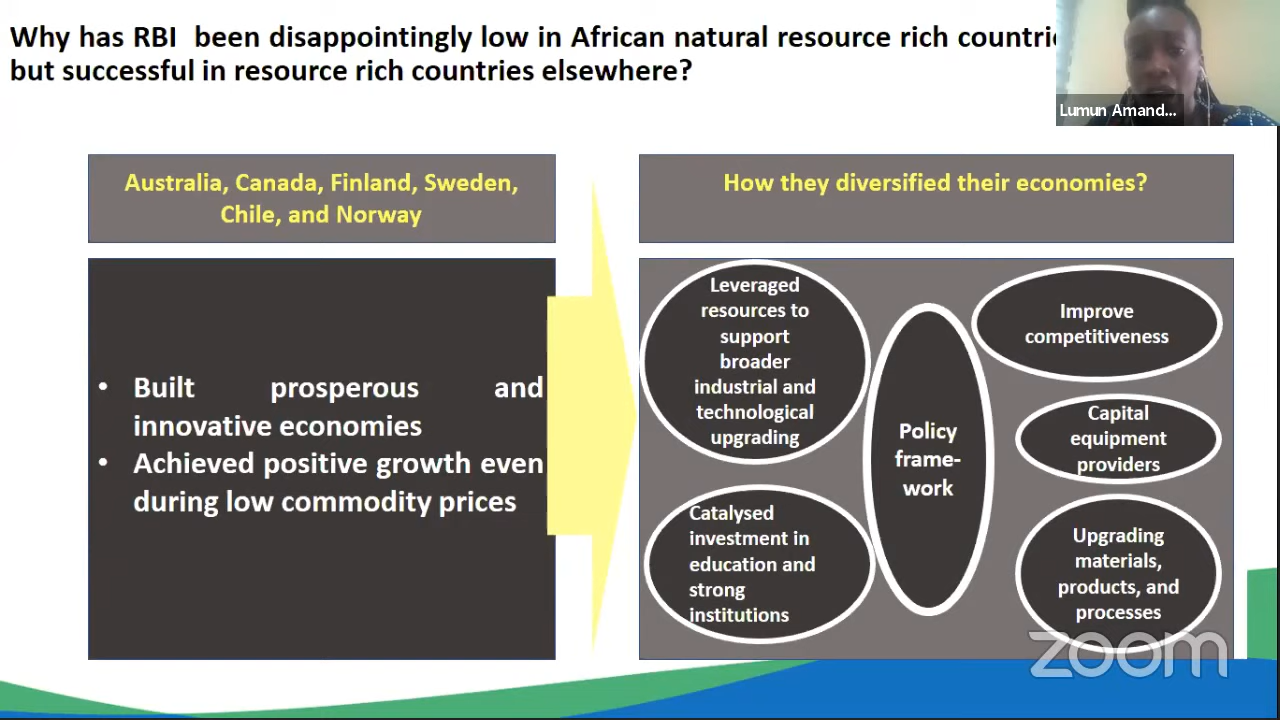 Why has RBI been disappointingly low in African natural resource rich
but successful in resource rich countries elsewhere?
Lumun Amand...
Australia, Canada, Finland, Sweden,
Chile, and Norway
How they diversified their economies?
• Built prosperous and
innovative economies
• Achieved positive growth even
during low commodity prices
Leveraged
resources to
support
broader
industrial and
technological
upgrading
Catalysed
investment in
education and
strong
institutions
Policy
frame-
work
Improve
competitiveness
Capital
equipment
providers
Upgrading
materials,
products, and
processes
zoom